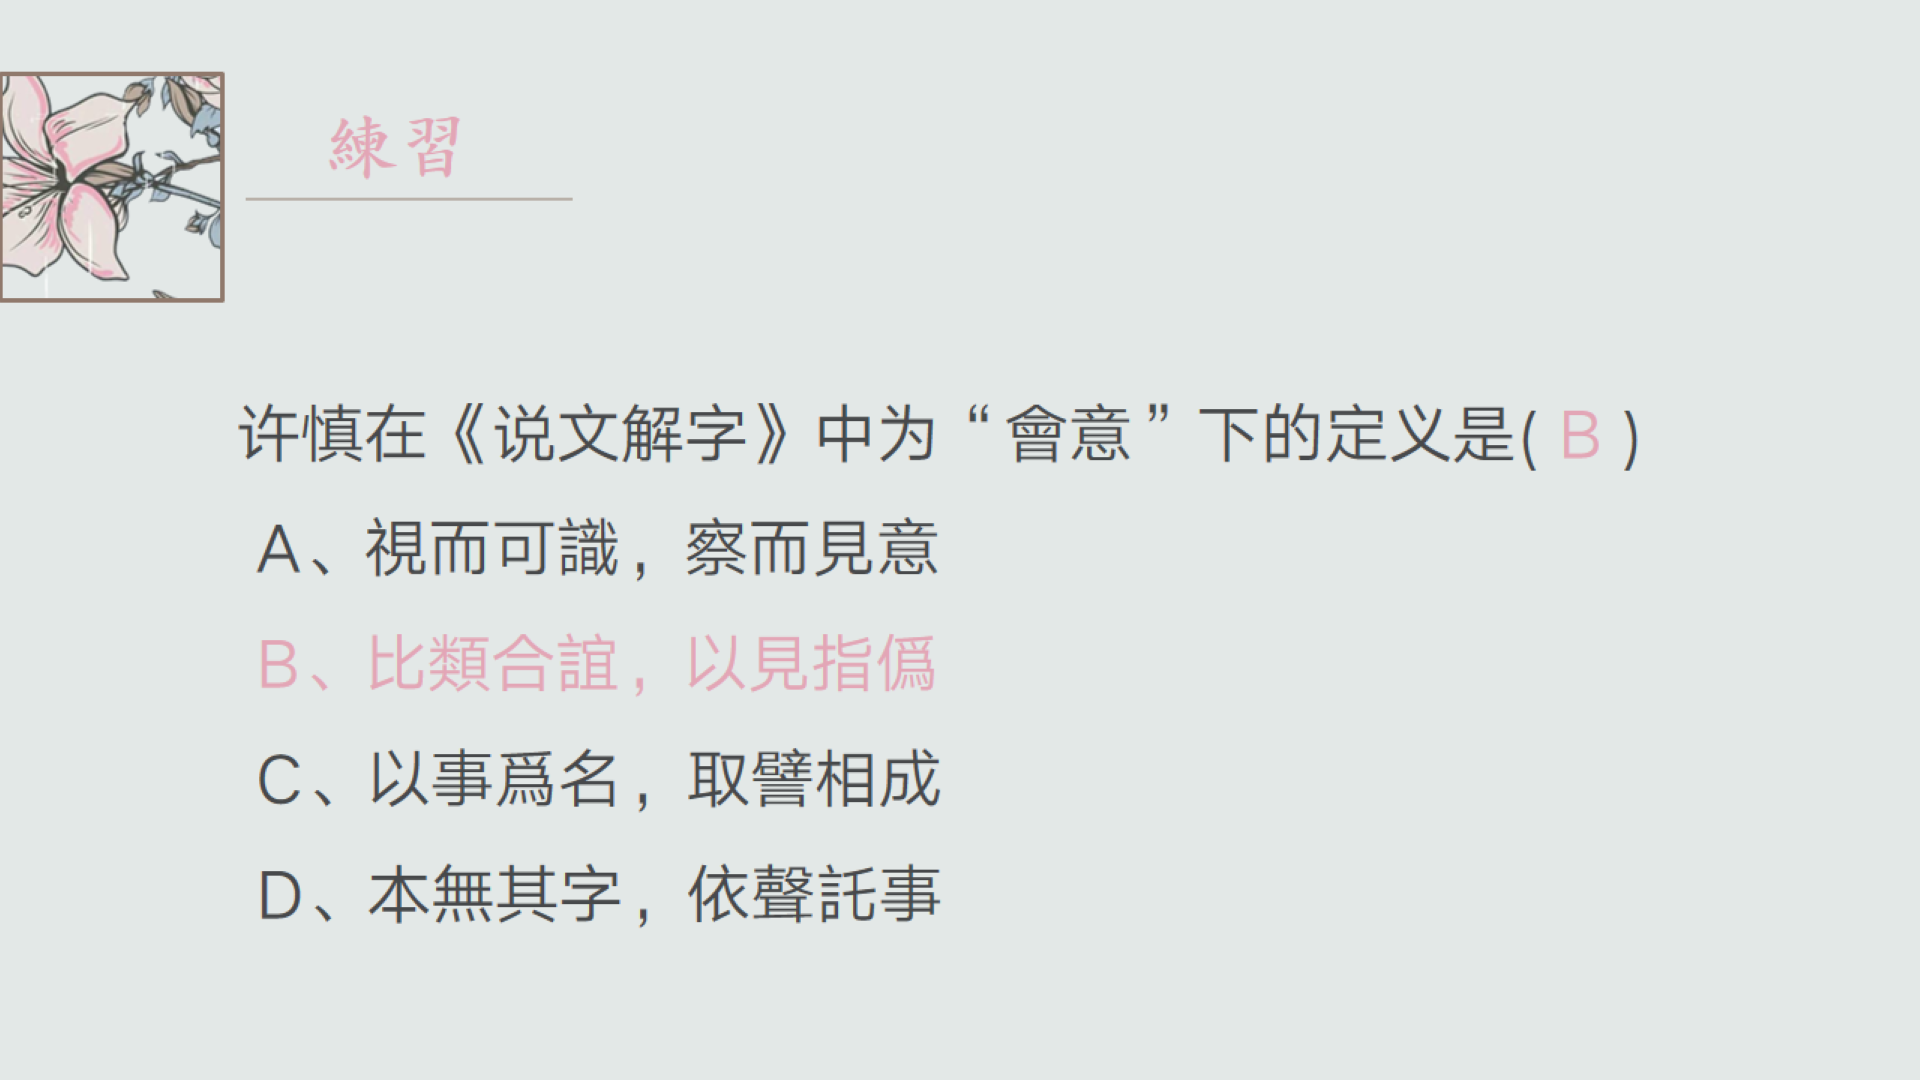 練習
许慎在《说文解字》中为“會意”下的定义是( B )
A、視而可識，察而見意
B、比類合誼，以見指僞
C、以事爲名，取譬相成
D、本無其字，依聲託事